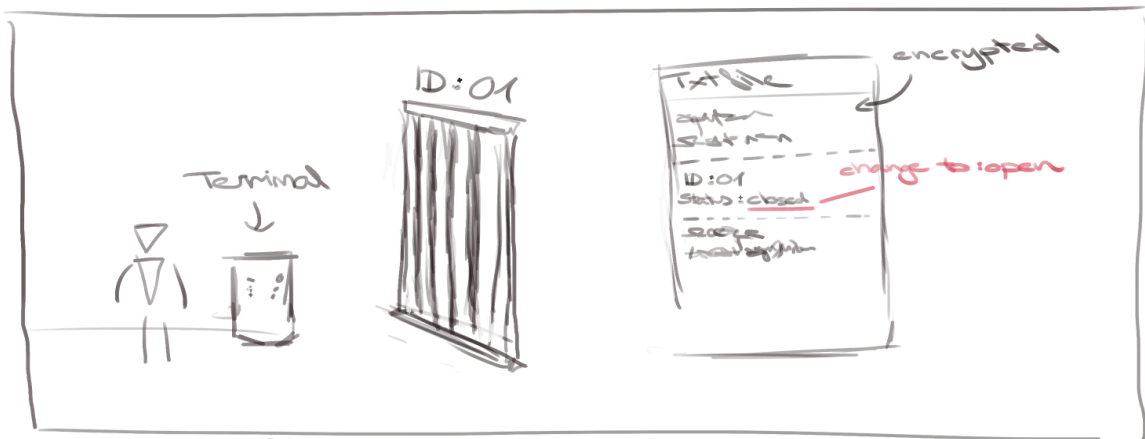 Terminal
ID:01
encrypted
Txt file
ID:01
Status: closed
change to: open